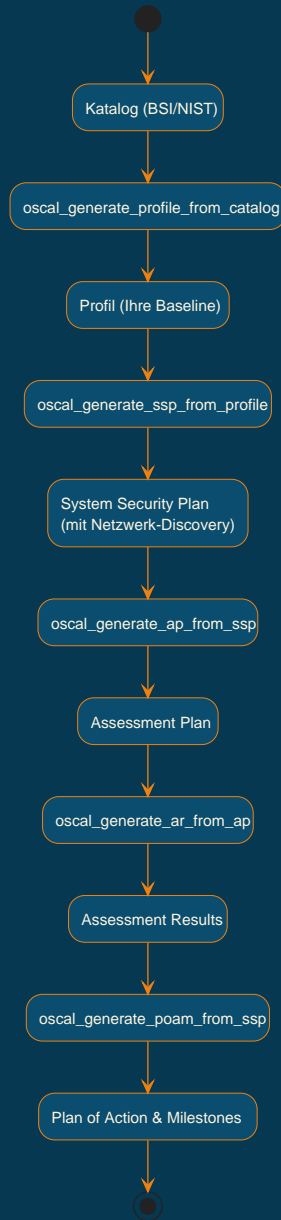 Katalog (BSI/NIST)
oscal_generate_profile_from_catalog
Profil (Ihre Baseline)
oscal_generate_ssp_from_profile
System Security Plan
(mit Netzwerk-Discovery)
oscal_generate_ap_from_ssp
Assessment Plan
oscal_generate_ar_from_ap
Assessment Results
oscal_generate_poam_from_ssp
Plan of Action & Milestones